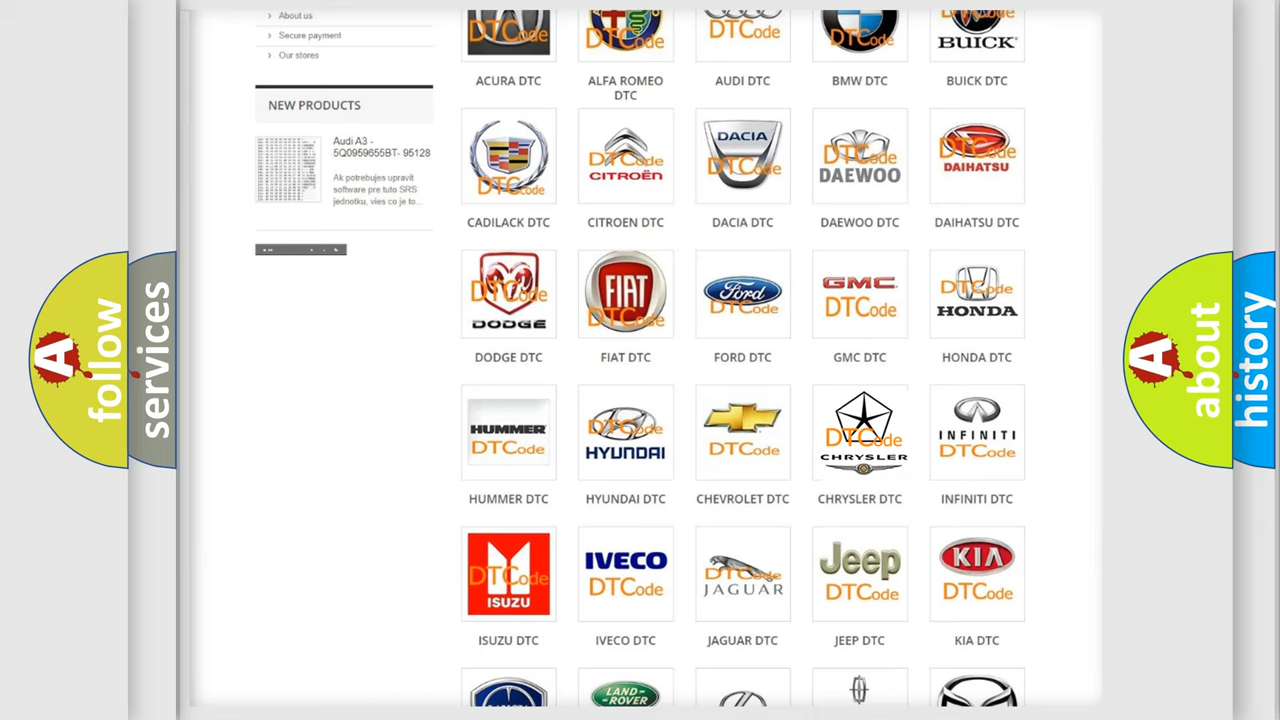 About us
Secure payment
Our stores
NEW PRODUCTS
Audi A3 -
5Q0959655BT- 95128
Ak potrebujes upravit
software pre tuto SRS
jednotku, vies co je to...
DTCode
DTCode
DTCode
DTCode
BUICK
ACURA DTC
ALFA ROMEO
DTC
AUDI DTC
BMW DTC
BUICK DTC
DTCode
DTCode
CITROËN
DACIA
DTCode
DTCode
DAEWOO
DTCode
DAIHATSU
CADILACK DTC
CITROEN DTC
DACIA DTC
DAEWOO DTC
DAIHATSU DTC
DTCode
DODGE
FIAT
DTCode
Ford
DTCode
GMC
DTCode
DTCode
HONDA
DODGE DTC
FIAT DTC
FORD DTC
GMC DTC
HONDA DTC
HUMMER
DTCode
DTCode
HYUNDAI
DTCode
DTCode
CHRYSLER
INFINITI
DTCode
HUMMER DTC
HYUNDAI DTC
CHEVROLET DTC
CHRYSLER DTC
INFINITI DTC
DTCode
ISUZU
IVECO
DTCode
DTCode
JAGUAR
Jeep
DTCode
KIA
DTCode
ISUZU DTC
IVECO DTC
JAGUAR DTC
JEEP DTC
KIA DTC
LAND-
ROVER
A
follow
services
A
about
history